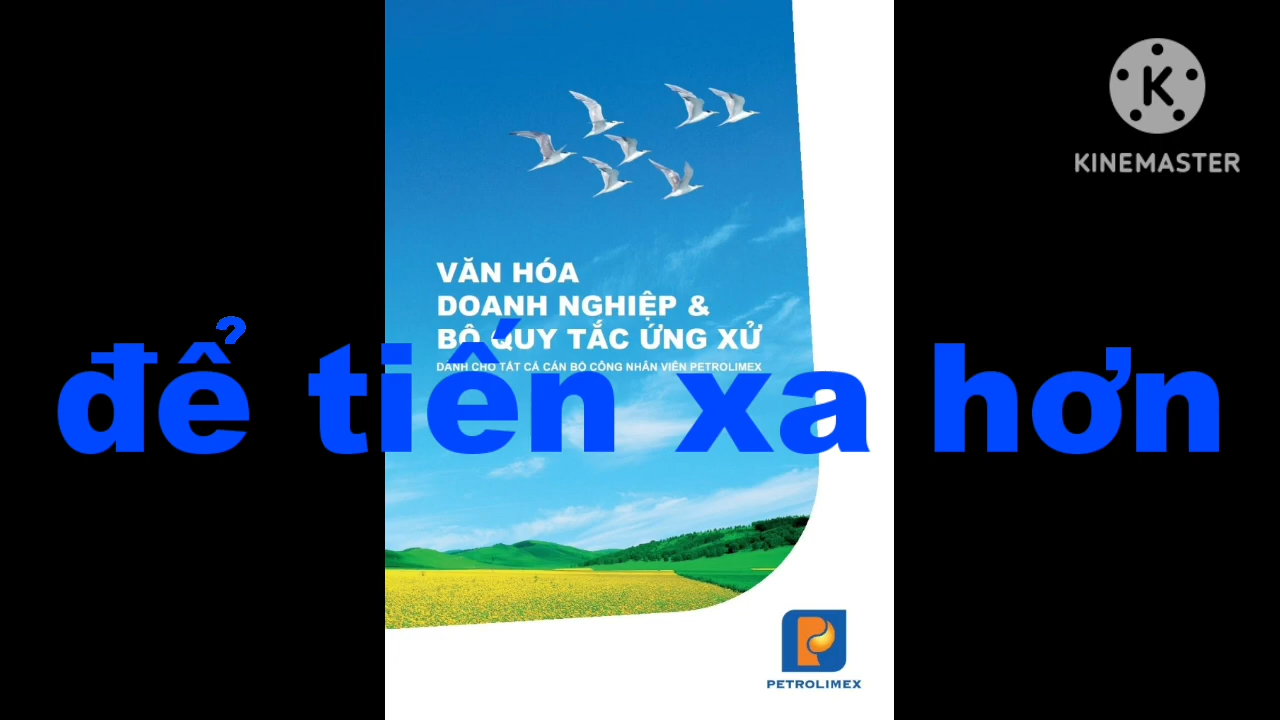 KINEMASTER
VĂN HÓA
DOANH NGHIỆP &
BỘ QUY TẮC ỨNG XỬ
DÀNH CHO TẤT CẢ CÁN BỘ CÔNG NHÂN VIÊN PETROLIMEX
để tiến xa hơn
PETROLIMEX